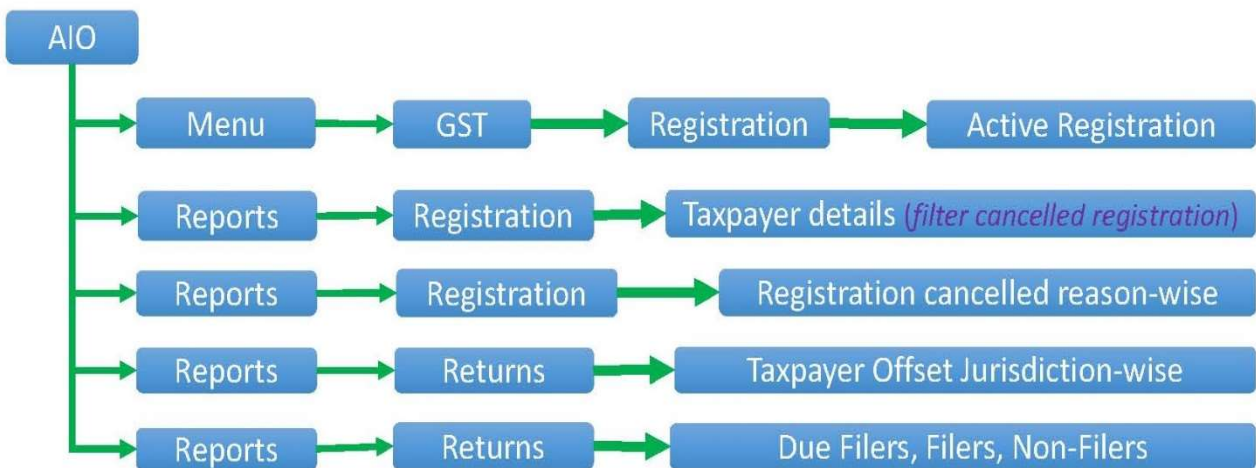 AIO
Menu GST Registration Active Registration
Reports Registration Taxpayer details (filter cancelled registration)
Reports Registration Registration cancelled reason-wise
Reports Returns Taxpayer Offset Jurisdiction-wise
Reports Returns Due Filers, Filers, Non-Filers